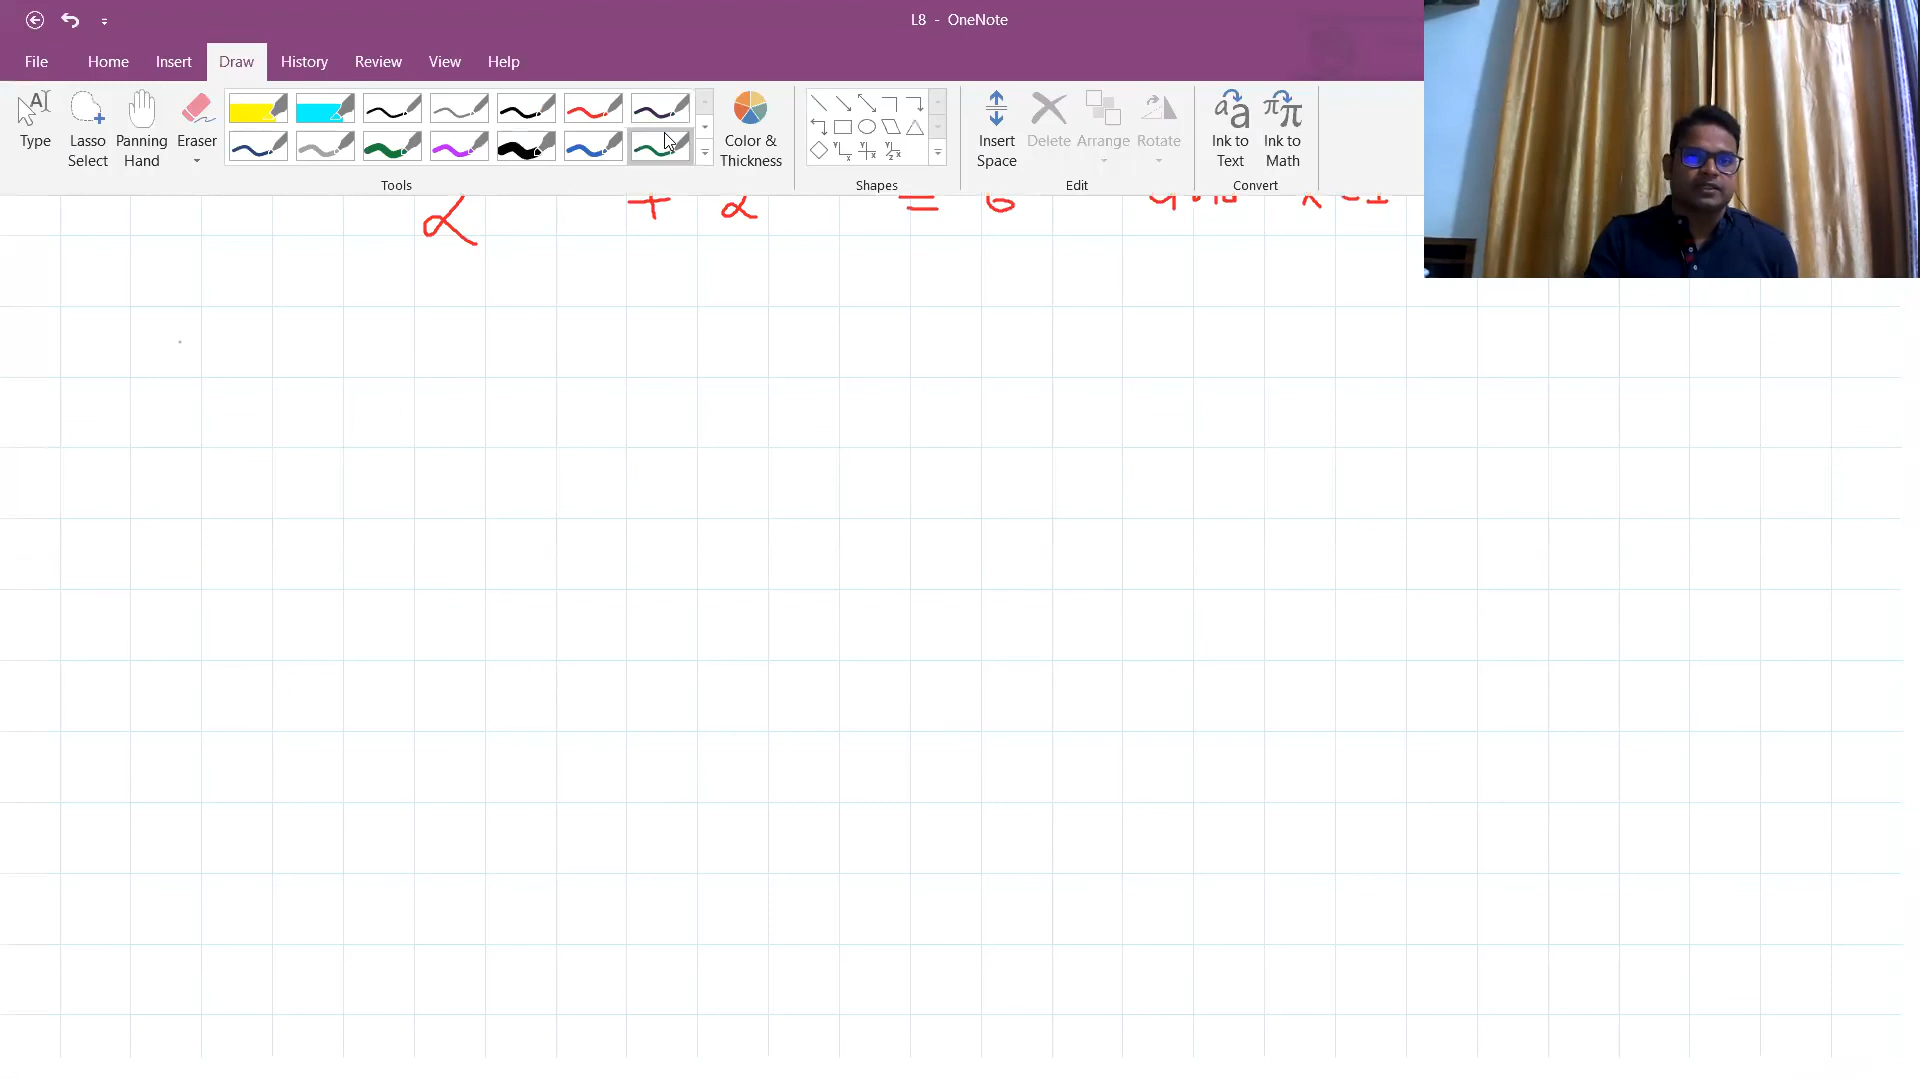 L8 - OneNote
File Home Insert Draw History Review View Help
Type
Lasso Select
Panning Hand
Eraser
Color & Thickness
Insert Space
Delete
Arrange
Rotate
Ink to Text
Ink to Math
Tools
Shapes
Edit
Convert
α + α = 6